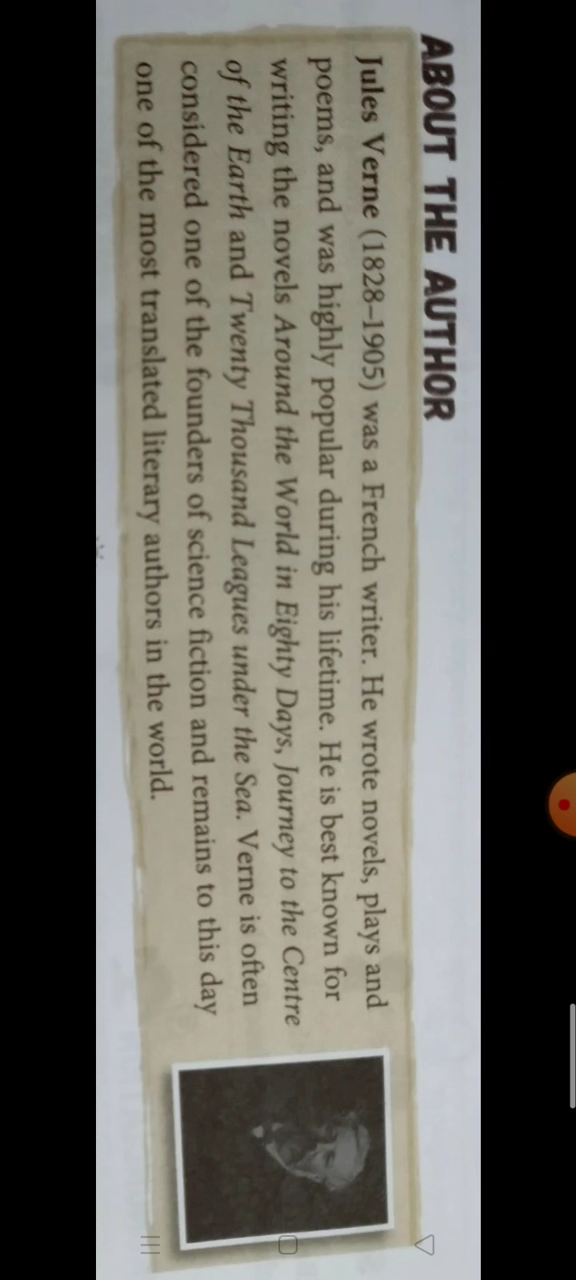 ABOUT THE AUTHOR
Jules Verne (1828–1905) was a French writer. He wrote novels, plays and
poems, and was highly popular during his lifetime. He is best known for
writing the novels Around the World in Eighty Days, Journey to the Centre
of the Earth and Twenty Thousand Leagues under the Sea. Verne is often
considered one of the founders of science fiction and remains to this day
one of the most translated literary authors in the world.